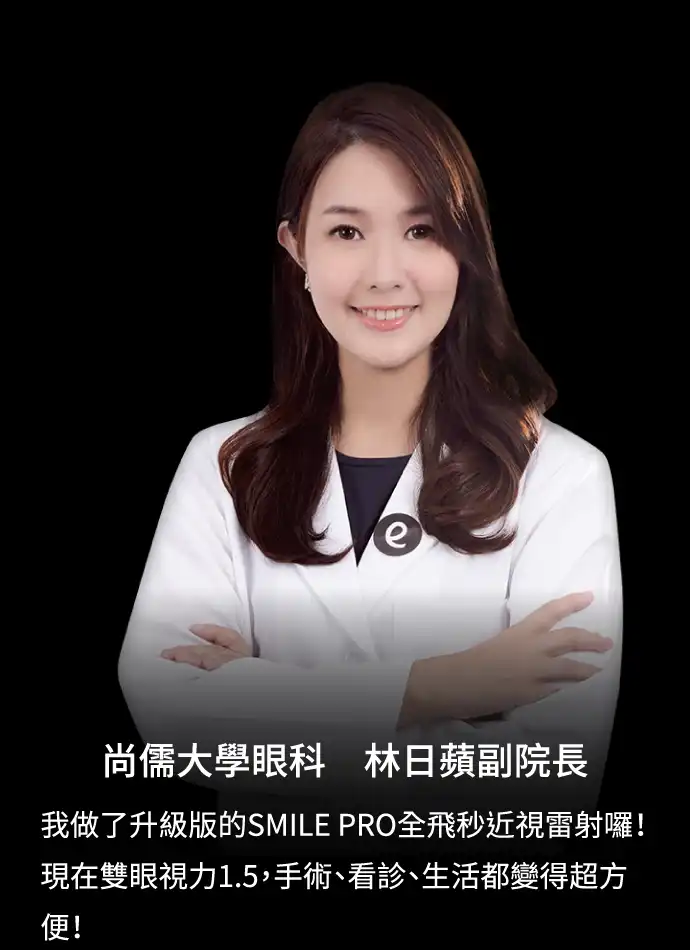 e
尚儒大學眼科　林日蘋副院長
我做了升級版的SMILE PRO全飛秒近視雷射囉！
現在雙眼視力1.5，手術、看診、生活都變得超方
便！